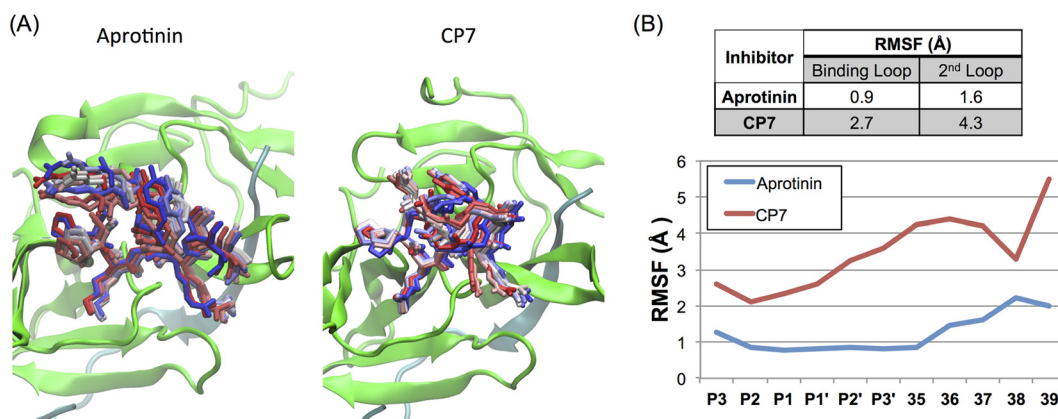 (A)
Aprotinin
CP7
(B)
Inhibitor
RMSF (Å)
Binding Loop 2nd Loop
Aprotinin 0.9 1.6
CP7 2.7 4.3
6
5
4
3
2
1
0
RMSF (Å)
Aprotinin
CP7
P3 P2 P1 P1' P2' P3' 35 36 37 38 39